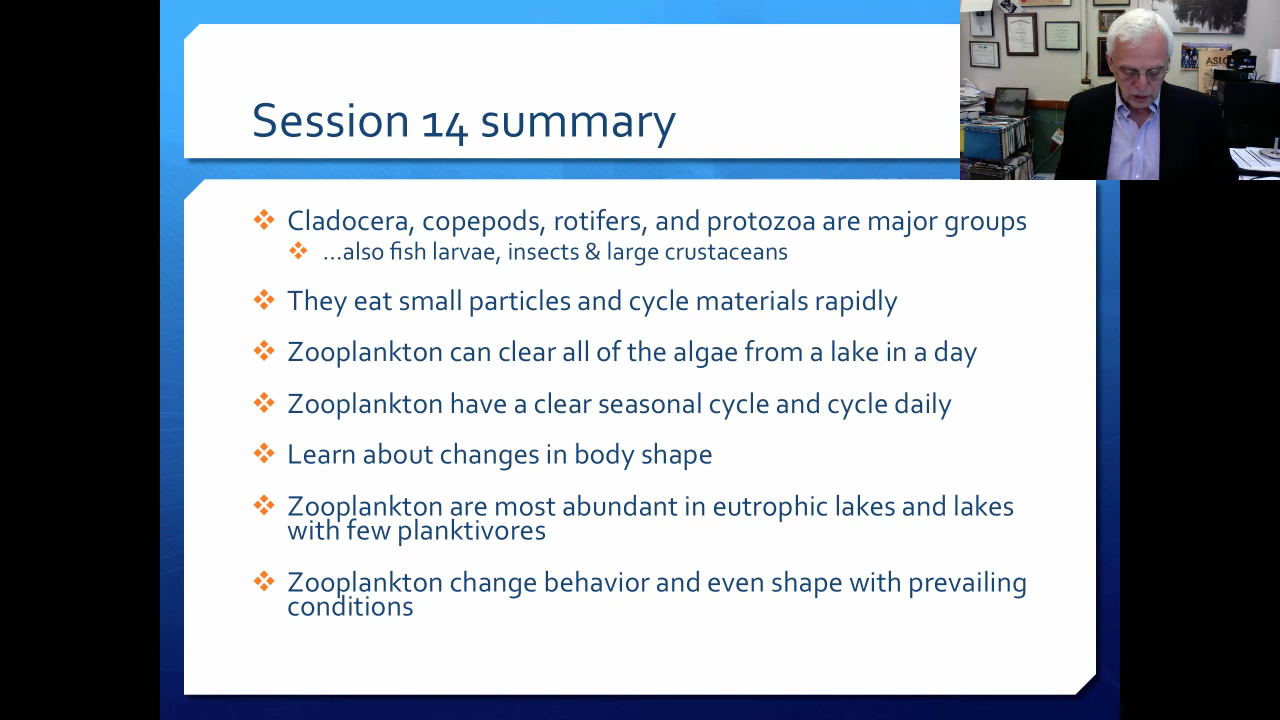 Session 14 summary
Cladocera, copepods, rotifers, and protozoa are major groups
...also fish larvae, insects & large crustaceans
They eat small particles and cycle materials rapidly
Zooplankton can clear all of the algae from a lake in a day
Zooplankton have a clear seasonal cycle and cycle daily
Learn about changes in body shape
Zooplankton are most abundant in eutrophic lakes and lakes
with few planktivores
Zooplankton change behavior and even shape with prevailing
conditions